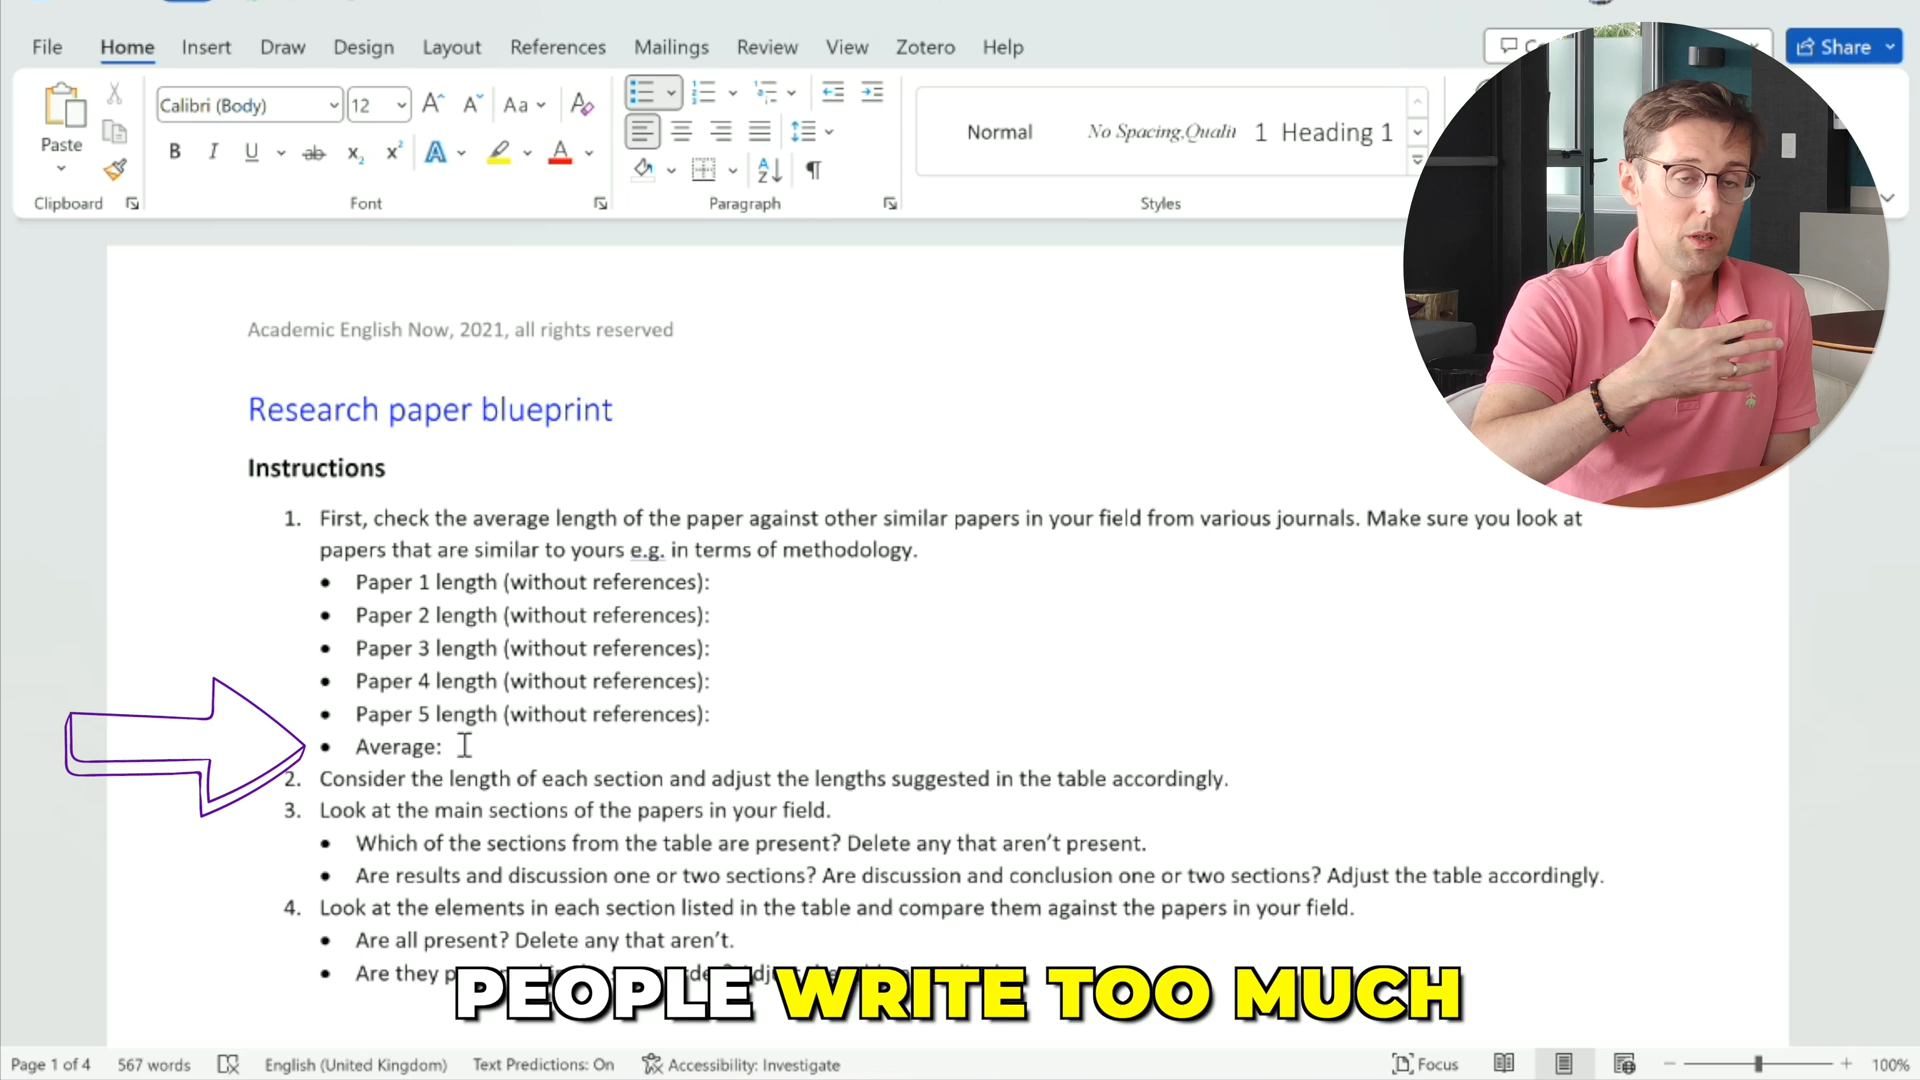 File Home Insert Draw Design Layout References Mailings Review View Zotero Help Share
Calibri (Body) 12 Aa
Paste B I U ab x2 x2 A A
Normal No Spacing,Qualit 1 Heading 1
Clipboard Font Paragraph Styles
Academic English Now, 2021, all rights reserved
Research paper blueprint
Instructions
1. First, check the average length of the paper against other similar papers in your field from various journals. Make sure you look at
papers that are similar to yours e.g. in terms of methodology.
• Paper 1 length (without references):
• Paper 2 length (without references):
• Paper 3 length (without references):
• Paper 4 length (without references):
• Paper 5 length (without references):
• Average:
2. Consider the length of each section and adjust the lengths suggested in the table accordingly.
3. Look at the main sections of the papers in your field.
• Which of the sections from the table are present? Delete any that aren't present.
• Are results and discussion one or two sections? Are discussion and conclusion one or two sections? Adjust the table accordingly.
4. Look at the elements in each section listed in the table and compare them against the papers in your field.
• Are all present? Delete any that aren't.
• Are they
PEOPLE WRITE TOO MUCH
Page 1 of 4 567 words English (United Kingdom) Text Predictions: On Accessibility: Investigate Focus 100%